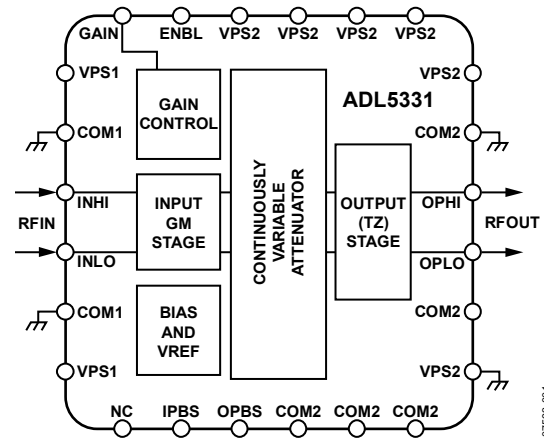 GAIN ENBL VPS2 VPS2 VPS2 VPS2
VPS1
VPS2
GAIN
CONTROL
ADL5331
COM1
COM2
CONTINUOUSLY
VARIABLE
ATTENUATOR
INHI
INPUT
GM
STAGE
OUTPUT
(TZ)
STAGE
OPHI
RFIN
RFOUT
INLO
OPLO
COM1
BIAS
AND
VREF
COM2
VPS1
VPS2
NC IPBS OPBS COM2 COM2 COM2